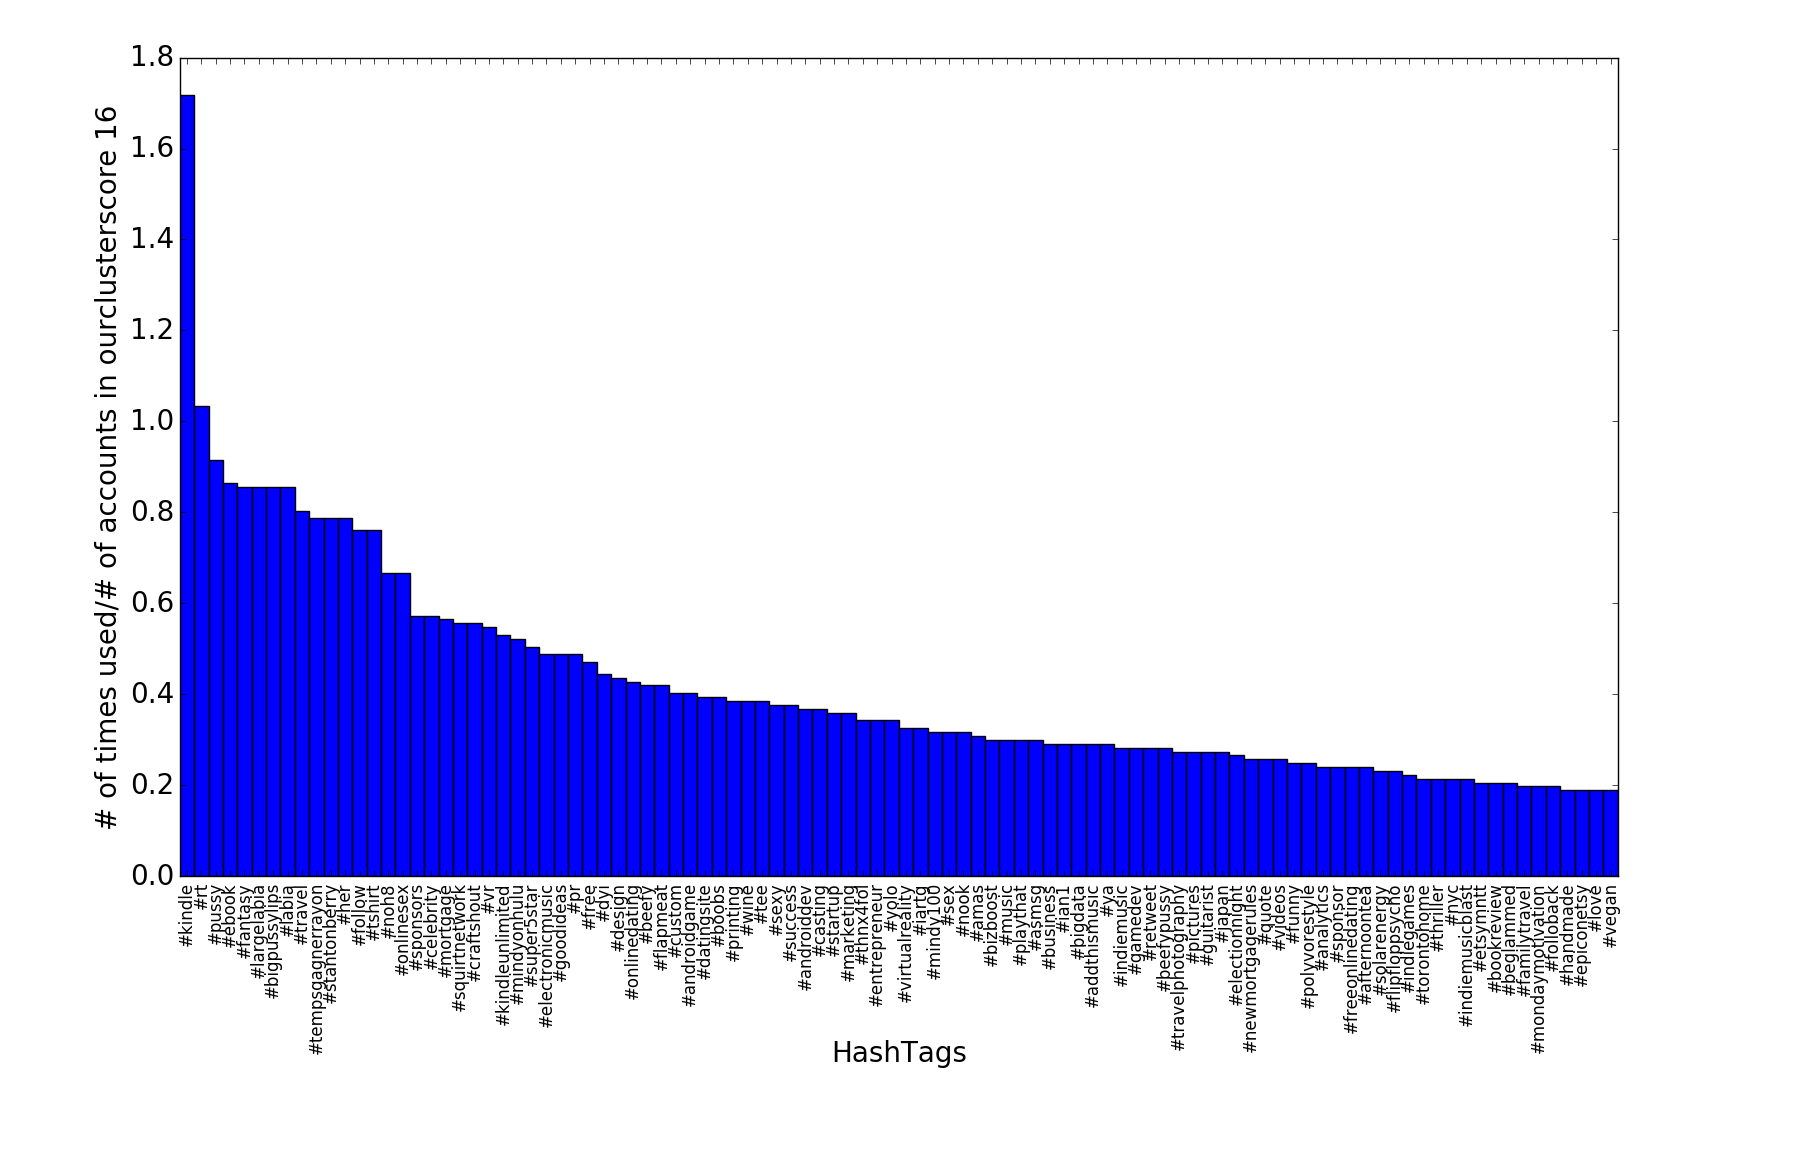 # of times used/# of accounts in ourclusterscore 16
1.8
1.6
1.4
1.2
1.0
0.8
0.6
0.4
0.2
0.0
#kindle
#rt
#pussy
#ebook
#fantasy
#largelabia
#bigpussylips
#labia
#travel
#tempsgagnerrayon
#stantonberry
#her
#follow
#tshirt
#noh8
#onlinesex
#sponsors
#celebrity
#mortgage
#squirtnetwork
#craftshout
#vr
#kindleunlimited
#mindyonhulu
#super5star
#electronicmusic
#goodideas
#pr
#free
#dyi
#design
#onlinedating
#beefy
#flapmeat
#custom
#androidgame
#datingsite
#boobs
#printing
#wine
#tee
#sexy
#success
#androiddev
#casting
#startup
#marketing
#thnx4fol
#entrepreneur
#yolo
#virtualreality
#iartg
#mindy100
#sex
#nook
#amas
#bizboost
#music
#playthat
#asmsg
#business
#ian1
#bigdata
#addthismusic
#ya
#indiemusic
#gamedev
#retweet
#beefypussy
#travelphotography
#pictures
#guitarist
#japan
#electionnight
#newmortgagerules
#quote
#videos
#funny
#polyvorestyle
#analytics
#sponsor
#freeonlinedating
#afternoontea
#solarenergy
#flipfloppsycho
#indiegames
#torontohome
#thriller
#nyc
#indiemusicblast
#etsymntt
#bookreview
#beglammed
#familytravel
#mondaymotivation
#folloback
#handmade
#epiconetsy
#love
#vegan
HashTags